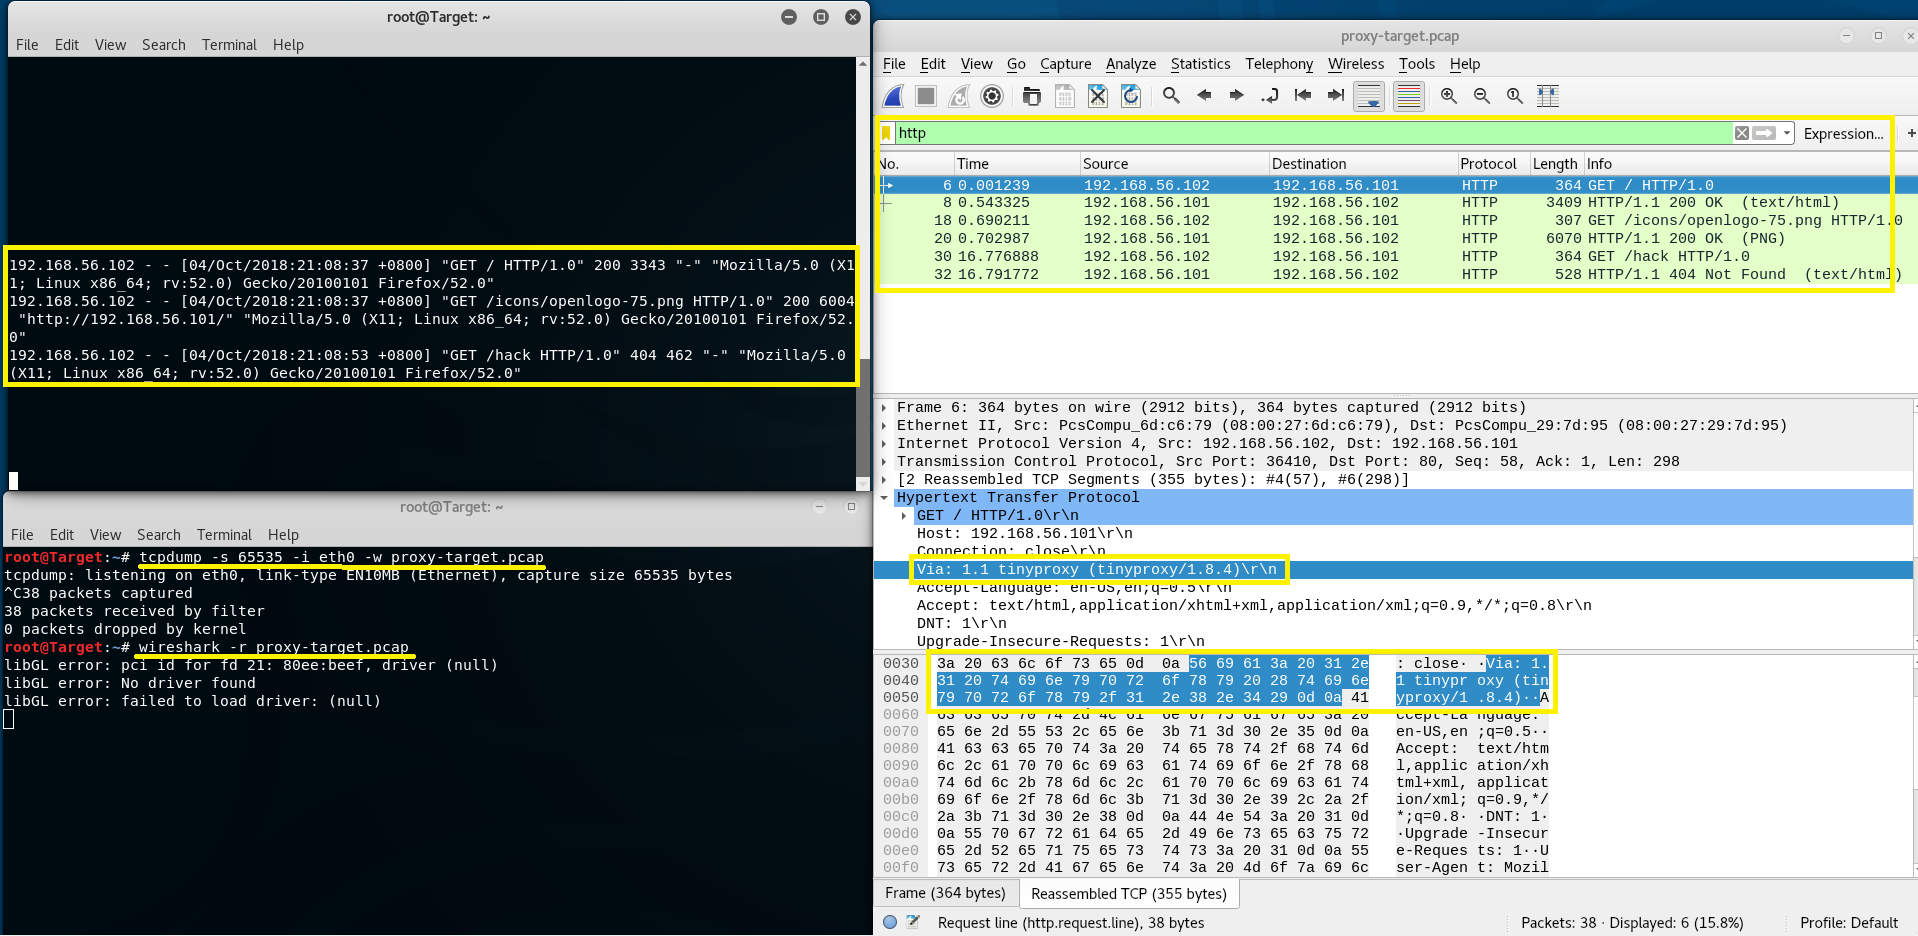 root@Target: ~
File Edit View Search Terminal Help
192.168.56.102 - - [04/Oct/2018:21:08:37 +0800] "GET / HTTP/1.0" 200 3343 "-" "Mozilla/5.0 (X1
1; Linux x86_64; rv:52.0) Gecko/20100101 Firefox/52.0"
192.168.56.102 - - [04/Oct/2018:21:08:37 +0800] "GET /icons/openlogo-75.png HTTP/1.0" 200 6004
"http://192.168.56.101/" "Mozilla/5.0 (X11; Linux x86_64; rv:52.0) Gecko/20100101 Firefox/52.
0"
192.168.56.102 - - [04/Oct/2018:21:08:53 +0800] "GET /hack HTTP/1.0" 404 462 "-" "Mozilla/5.0
(X11; Linux x86_64; rv:52.0) Gecko/20100101 Firefox/52.0"
root@Target: ~
File Edit View Search Terminal Help
root@Target:~# tcpdump -s 65535 -i eth0 -w proxy-target.pcap
tcpdump: listening on eth0, link-type EN10MB (Ethernet), capture size 65535 bytes
^C38 packets captured
38 packets received by filter
0 packets dropped by kernel
root@Target:~# wireshark -r proxy-target.pcap
libGL error: pci id for fd 21: 80ee:beef, driver (null)
libGL error: No driver found
libGL error: failed to load driver: (null)
proxy-target.pcap
File Edit View Go Capture Analyze Statistics Telephony Wireless Tools Help
http Expression... +
No. Time Source Destination Protocol Length Info
6 0.001239 192.168.56.102 192.168.56.101 HTTP 364 GET / HTTP/1.0
8 0.543325 192.168.56.101 192.168.56.102 HTTP 3409 HTTP/1.1 200 OK (text/html)
18 0.690211 192.168.56.102 192.168.56.101 HTTP 307 GET /icons/openlogo-75.png HTTP/1.0
20 0.702987 192.168.56.101 192.168.56.102 HTTP 6070 HTTP/1.1 200 OK (PNG)
30 16.776888 192.168.56.102 192.168.56.101 HTTP 364 GET /hack HTTP/1.0
32 16.791772 192.168.56.101 192.168.56.102 HTTP 528 HTTP/1.1 404 Not Found (text/html)
Frame 6: 364 bytes on wire (2912 bits), 364 bytes captured (2912 bits)
Ethernet II, Src: PcsCompu_6d:c6:79 (08:00:27:6d:c6:79), Dst: PcsCompu_29:7d:95 (08:00:27:29:7d:95)
Internet Protocol Version 4, Src: 192.168.56.102, Dst: 192.168.56.101
Transmission Control Protocol, Src Port: 36410, Dst Port: 80, Seq: 58, Ack: 1, Len: 298
[2 Reassembled TCP Segments (355 bytes): #4(57), #6(298)]
Hypertext Transfer Protocol
GET / HTTP/1.0\r\n
Host: 192.168.56.101\r\n
Connection: close\r\n
Via: 1.1 tinyproxy (tinyproxy/1.8.4)\r\n
Accept-Language: en-US,en;q=0.5\r\n
Accept: text/html,application/xhtml+xml,application/xml;q=0.9,*/*;q=0.8\r\n
DNT: 1\r\n
Upgrade-Insecure-Requests: 1\r\n
0030 3a 20 63 6c 6f 73 65 0d 0a 56 69 61 3a 20 31 2e : close· ·Via: 1.
0040 31 20 74 69 6e 79 70 72 6f 78 79 20 28 74 69 6e 1 tinypr oxy (tin
0050 79 70 72 6f 78 79 2f 31 2e 38 2e 34 29 0d 0a 41 yproxy/1 .8.4)··A
0060 63 63 65 70 74 2d 4c 61 6e 67 75 61 67 65 3a 20 ccept-La nguage:
0070 65 6e 2d 55 53 2c 65 6e 3b 71 3d 30 2e 35 0d 0a en-US,en ;q=0.5··
0080 41 63 63 65 70 74 3a 20 74 65 78 74 2f 68 74 6d Accept: text/htm
0090 6c 2c 61 70 70 6c 69 63 61 74 69 6f 6e 2f 78 68 l,applic ation/xh
00a0 74 6d 6c 2b 78 6d 6c 2c 61 70 70 6c 69 63 61 74 tml+xml, applicat
00b0 69 6f 6e 2f 78 6d 6c 3b 71 3d 30 2e 39 2c 2a 2f ion/xml; q=0.9,*/
00c0 2a 3b 71 3d 30 2e 38 0d 0a 44 4e 54 3a 20 31 0d *;q=0.8· ·DNT: 1·
00d0 0a 55 70 67 72 61 64 65 2d 49 6e 73 65 63 75 72 ·Upgrade -Insecur
00e0 65 2d 52 65 71 75 65 73 74 73 3a 20 31 0d 0a 55 e-Reques ts: 1··U
00f0 73 65 72 2d 41 67 65 6e 74 3a 20 4d 6f 7a 69 6c ser-Agen t: Mozil
Frame (364 bytes) Reassembled TCP (355 bytes)
Request line (http.request.line), 38 bytes Packets: 38 · Displayed: 6 (15.8%) Profile: Default